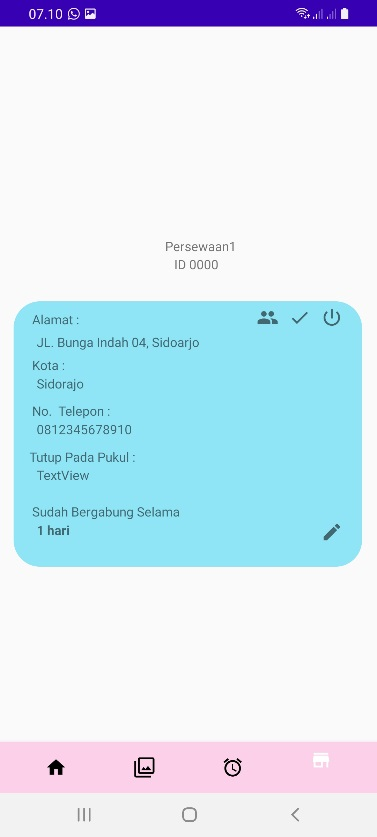 07.10
Persewaan1
ID 0000
Alamat :
JL. Bunga Indah 04, Sidoarjo
Kota :
Sidorajo
No. Telepon :
0812345678910
Tutup Pada Pukul :
TextView
Sudah Bergabung Selama
1 hari